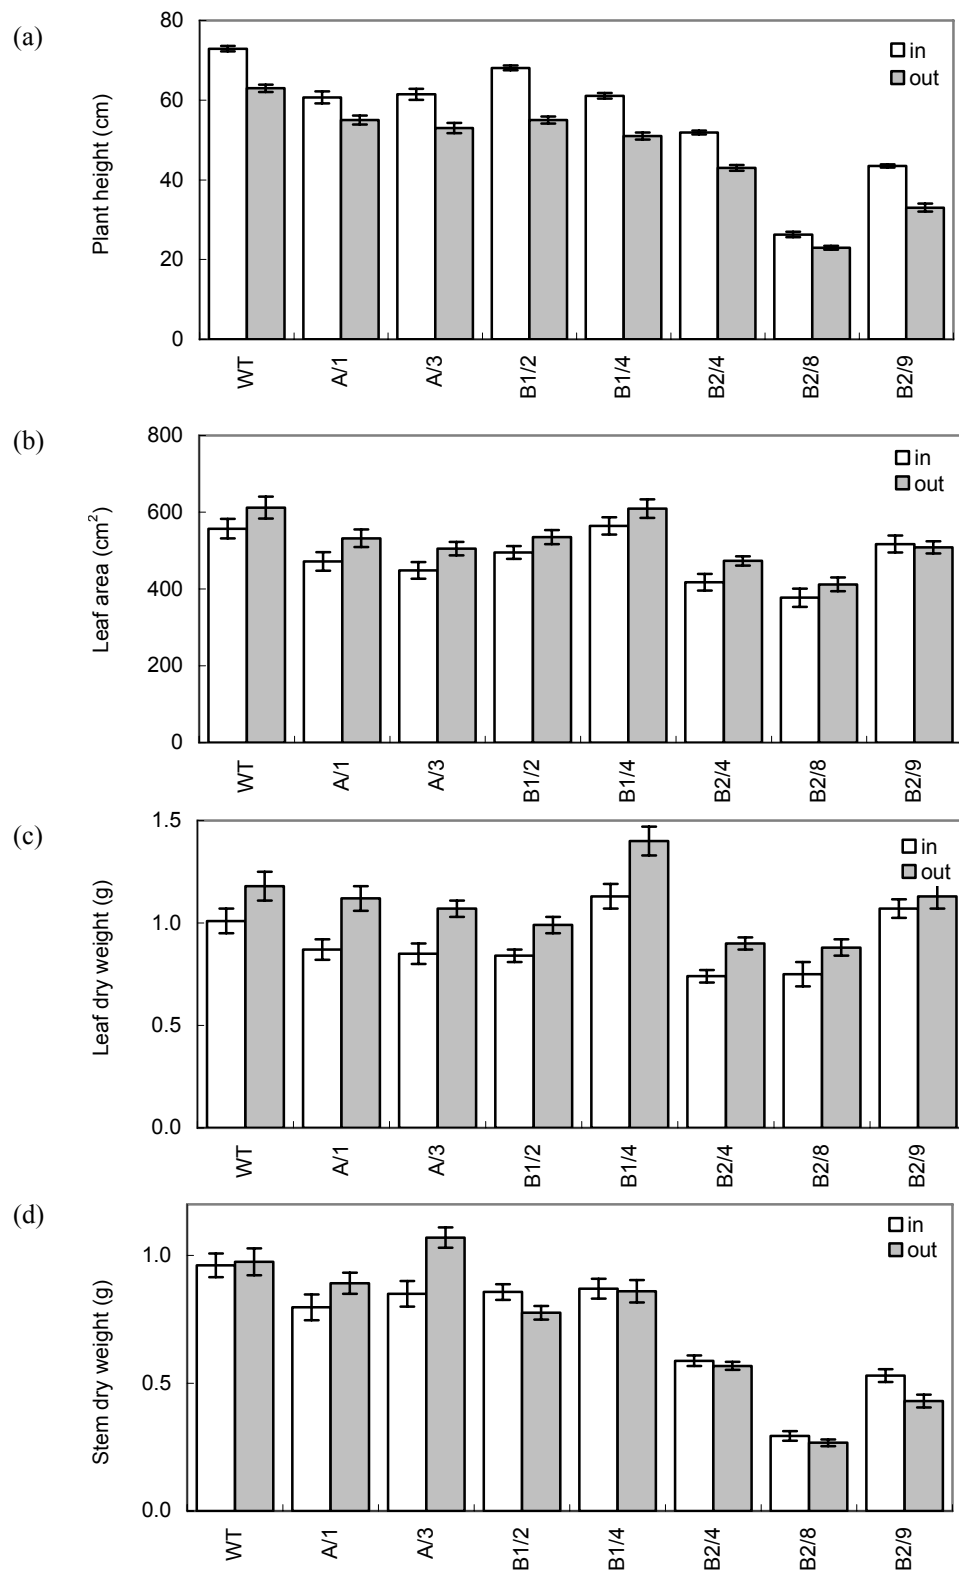 (a)
Plant height (cm)
80
60
40
20
0
in
out
WT
A/1
A/3
B1/2
B1/4
B2/4
B2/8
B2/9
(b)
Leaf area (cm²)
800
600
400
200
0
in
out
WT
A/1
A/3
B1/2
B1/4
B2/4
B2/8
B2/9
(c)
Leaf dry weight (g)
1.5
1.0
0.5
0.0
in
out
WT
A/1
A/3
B1/2
B1/4
B2/4
B2/8
B2/9
(d)
Stem dry weight (g)
1.0
0.5
0.0
in
out
WT
A/1
A/3
B1/2
B1/4
B2/4
B2/8
B2/9